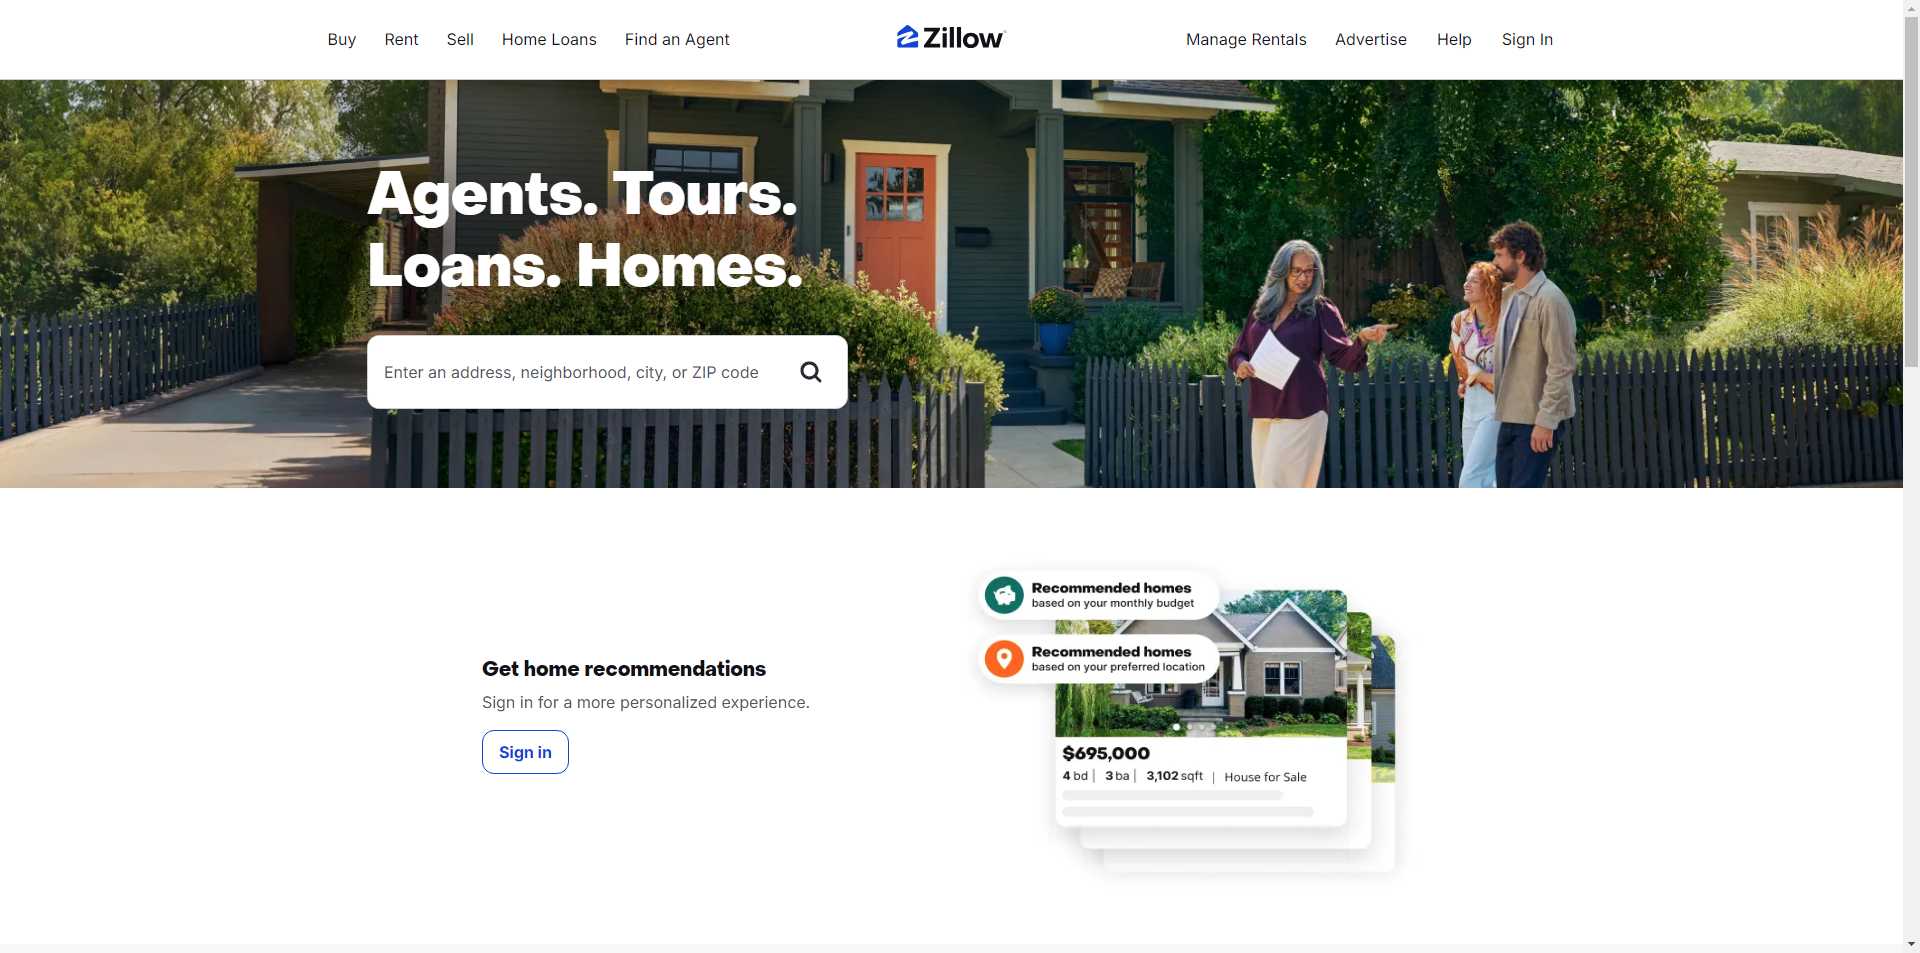 Buy Rent Sell Home Loans Find an Agent Zillow Manage Rentals Advertise Help Sign In
Agents. Tours.
Loans. Homes.
Enter an address, neighborhood, city, or ZIP code
Get home recommendations
Sign in for a more personalized experience.
Sign in
Recommended homes
based on your monthly budget
Recommended homes
based on your preferred location
$695,000
4 bd | 3 ba | 3,102 sqft | House for Sale